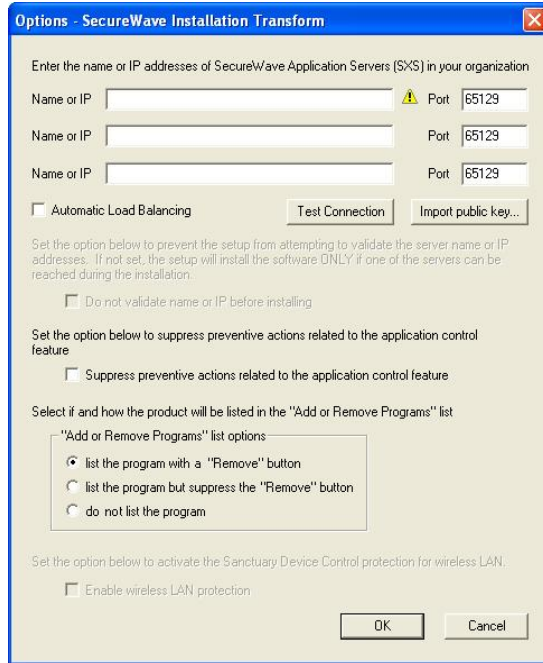 Options - SecureWave Installation Transform
Enter the name or IP addresses of SecureWave Application Servers (SXS) in your organization
Name or IP Port 65129
Name or IP Port 65129
Name or IP Port 65129
Automatic Load Balancing Test Connection Import public key...
Set the option below to prevent the setup from attempting to validate the server name or IP
addresses. If not set, the setup will install the software ONLY if one of the servers can be
reached during the installation.
Do not validate name or IP before installing
Set the option below to suppress preventive actions related to the application control
feature
Suppress preventive actions related to the application control feature
Select if and how the product will be listed in the "Add or Remove Programs" list
"Add or Remove Programs" list options
list the program with a "Remove" button
list the program but suppress the "Remove" button
do not list the program
Set the option below to activate the Sanctuary Device Control protection for wireless LAN.
Enable wireless LAN protection
OK Cancel